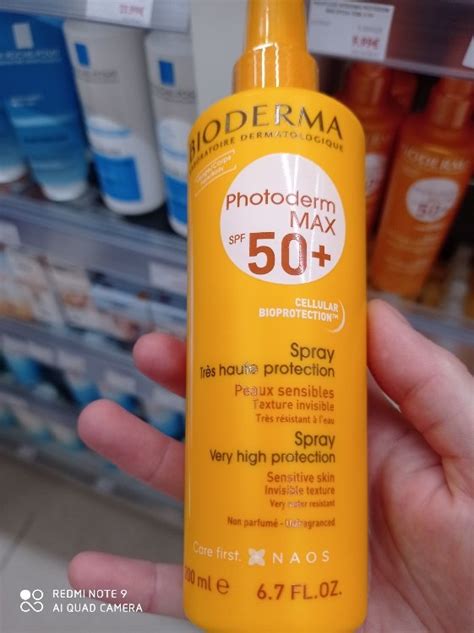 BIODERMA
LABORATOIRE DERMATOLOGIQUE
Photoderm
MAX
SPF 50+
CELLULAR
BIOPROTECTION™
Spray
Très haute protection
Peaux sensibles
Texture invisible
Très résistant à l'eau
Spray
Very high protection
Sensitive skin
Invisible texture
Very water resistant
Non parfumé - Unfragranced
Care first. NAOS
200 ml e 6.7 FL.OZ.
50+
REDMI NOTE 9
AI QUAD CAMERA